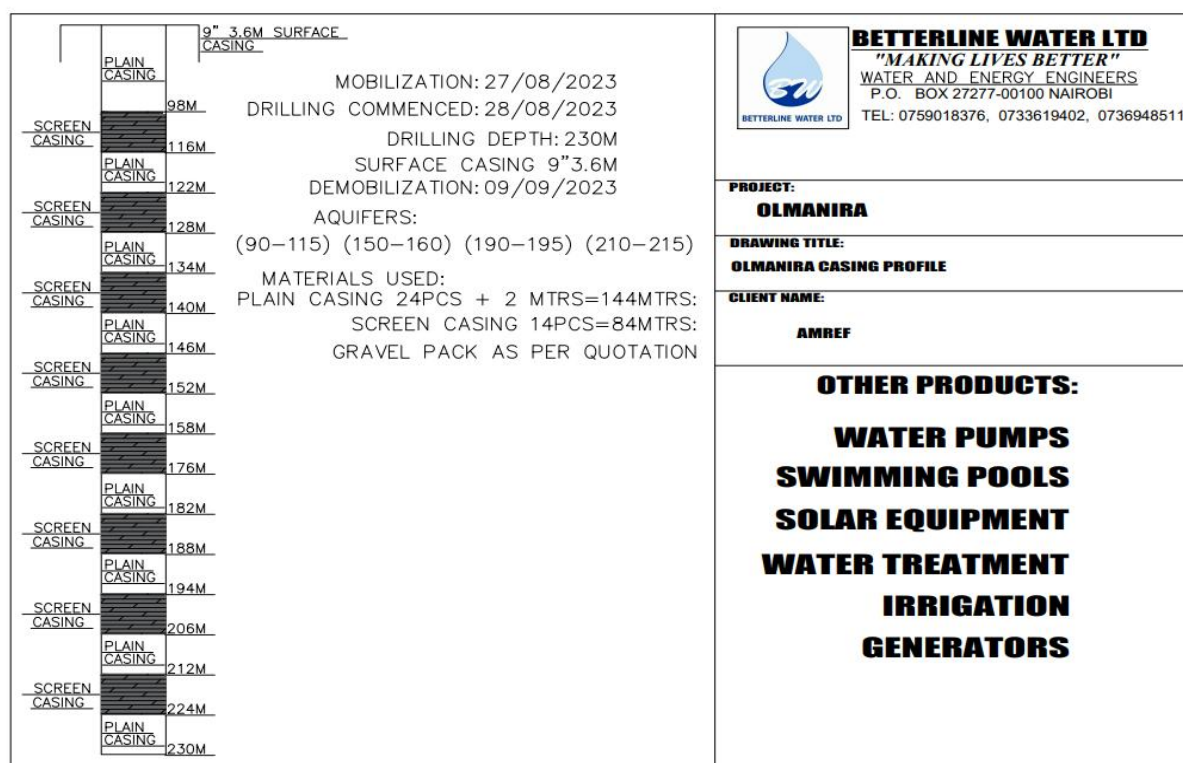 9" 3.6M SURFACE
CASING
PLAIN
CASING
98M
SCREEN
CASING
116M
PLAIN
CASING
122M
SCREEN
CASING
128M
PLAIN
CASING
134M
SCREEN
CASING
140M
PLAIN
CASING
146M
SCREEN
CASING
152M
PLAIN
CASING
158M
SCREEN
CASING
176M
PLAIN
CASING
182M
SCREEN
CASING
188M
PLAIN
CASING
194M
SCREEN
CASING
206M
PLAIN
CASING
212M
SCREEN
CASING
224M
PLAIN
CASING
230M
MOBILIZATION: 27/08/2023
DRILLING COMMENCED: 28/08/2023
DRILLING DEPTH: 230M
SURFACE CASING 9"3.6M
DEMOBILIZATION: 09/09/2023
AQUIFERS:
(90-115) (150-160) (190-195) (210-215)
MATERIALS USED:
PLAIN CASING 24PCS + 2 MTRS=144MTRS:
SCREEN CASING 14PCS=84MTRS:
GRAVEL PACK AS PER QUOTATION
BW
BETTERLINE WATER LTD
BETTERLINE WATER LTD
"MAKING LIVES BETTER"
WATER AND ENERGY ENGINEERS
P.O. BOX 27277-00100 NAIROBI
TEL: 0759018376, 0733619402, 0736948511
PROJECT:
OLMANIRA
DRAWING TITLE:
OLMANIRA CASING PROFILE
CLIENT NAME:
AMREF
OTHER PRODUCTS:
WATER PUMPS
SWIMMING POOLS
SOLAR EQUIPMENT
WATER TREATMENT
IRRIGATION
GENERATORS